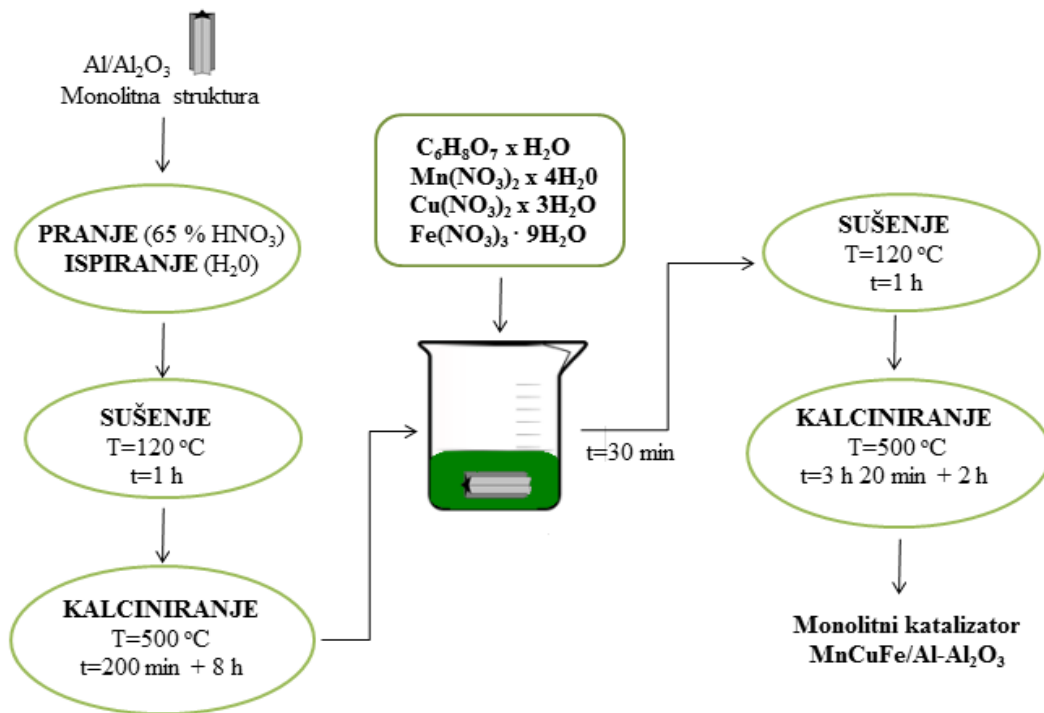 Al/Al₂O₃
Monolitna struktura
PRANJE (65 % HNO₃)
ISPIRANJE (H₂0)
SUŠENJE
T=120 °C
t=1 h
KALCINIRANJE
T=500 °C
t=200 min + 8 h
C₆H₈O₇ x H₂O
Mn(NO₃)₂ x 4H₂0
Cu(NO₃)₂ x 3H₂O
Fe(NO₃)₃ · 9H₂O
t=30 min
SUŠENJE
T=120 °C
t=1 h
KALCINIRANJE
T=500 °C
t=3 h 20 min + 2 h
Monolitni katalizator
MnCuFe/Al-Al₂O₃